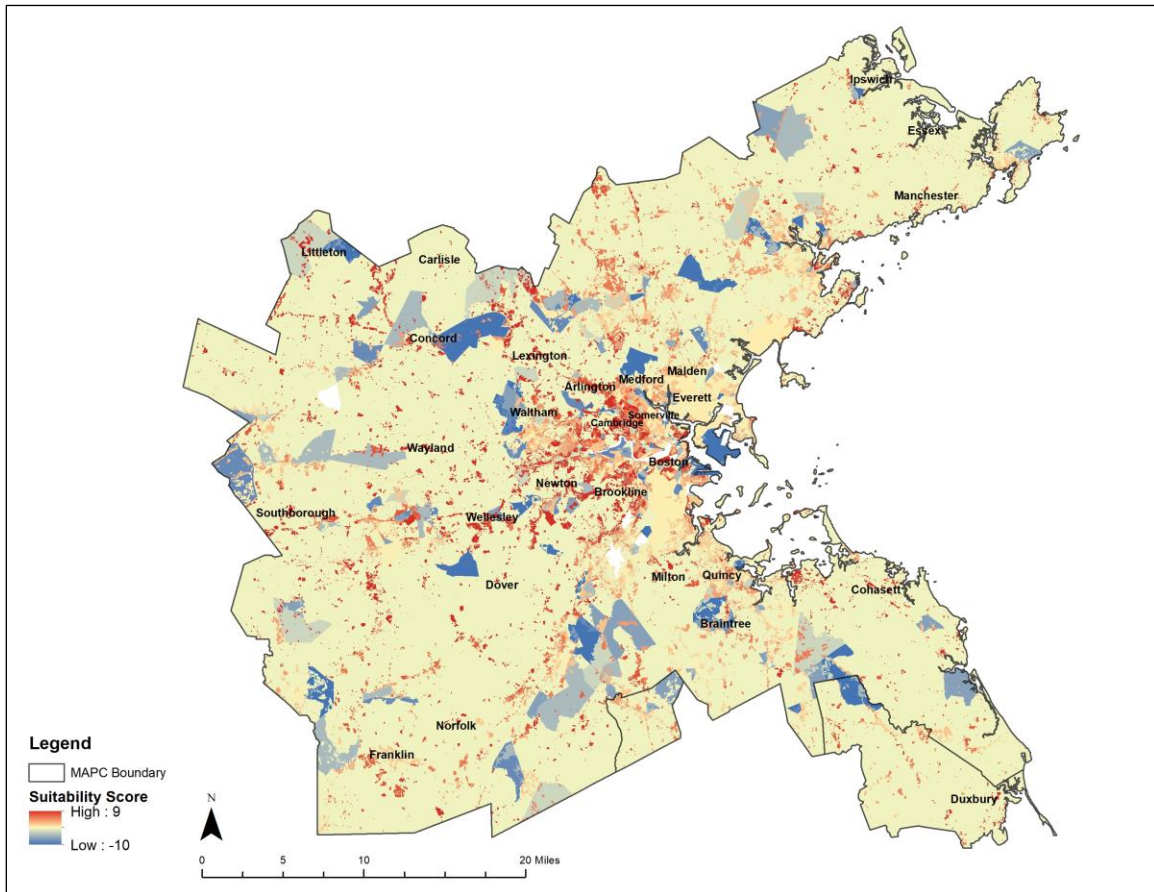 Ipswich
Essex
Manchester
Littleton
Carlisle
Concord
Lexington
Arlington
Medford
Malden
Everett
Waltham
Somerville
Cambridge
Wayland
Boston
Newton
Brookline
Southborough
Wellesley
Dover
Milton
Quincy
Cohasett
Braintree
Norfolk
Franklin
Duxbury
Legend
MAPC Boundary
Suitability Score
High : 9
Low : -10
N
0 5 10 20 Miles